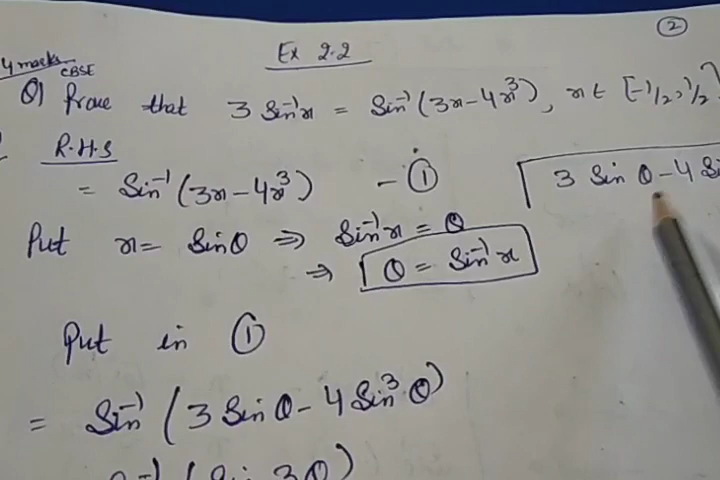 ②
Ex 2.2
4 marks
CBSE
Q) Prove that 3 Sin⁻¹x = Sin⁻¹(3x-4x³), x ∈ [-1/2, 1/2]
R.H.S
= Sin⁻¹(3x-4x³) - ①
3 Sin θ - 4
Put x = Sinθ ⇒ Sin⁻¹x = θ
⇒ θ = Sin⁻¹x
Put in ①
= Sin⁻¹(3 Sin θ - 4 Sin³ θ)
3θ)